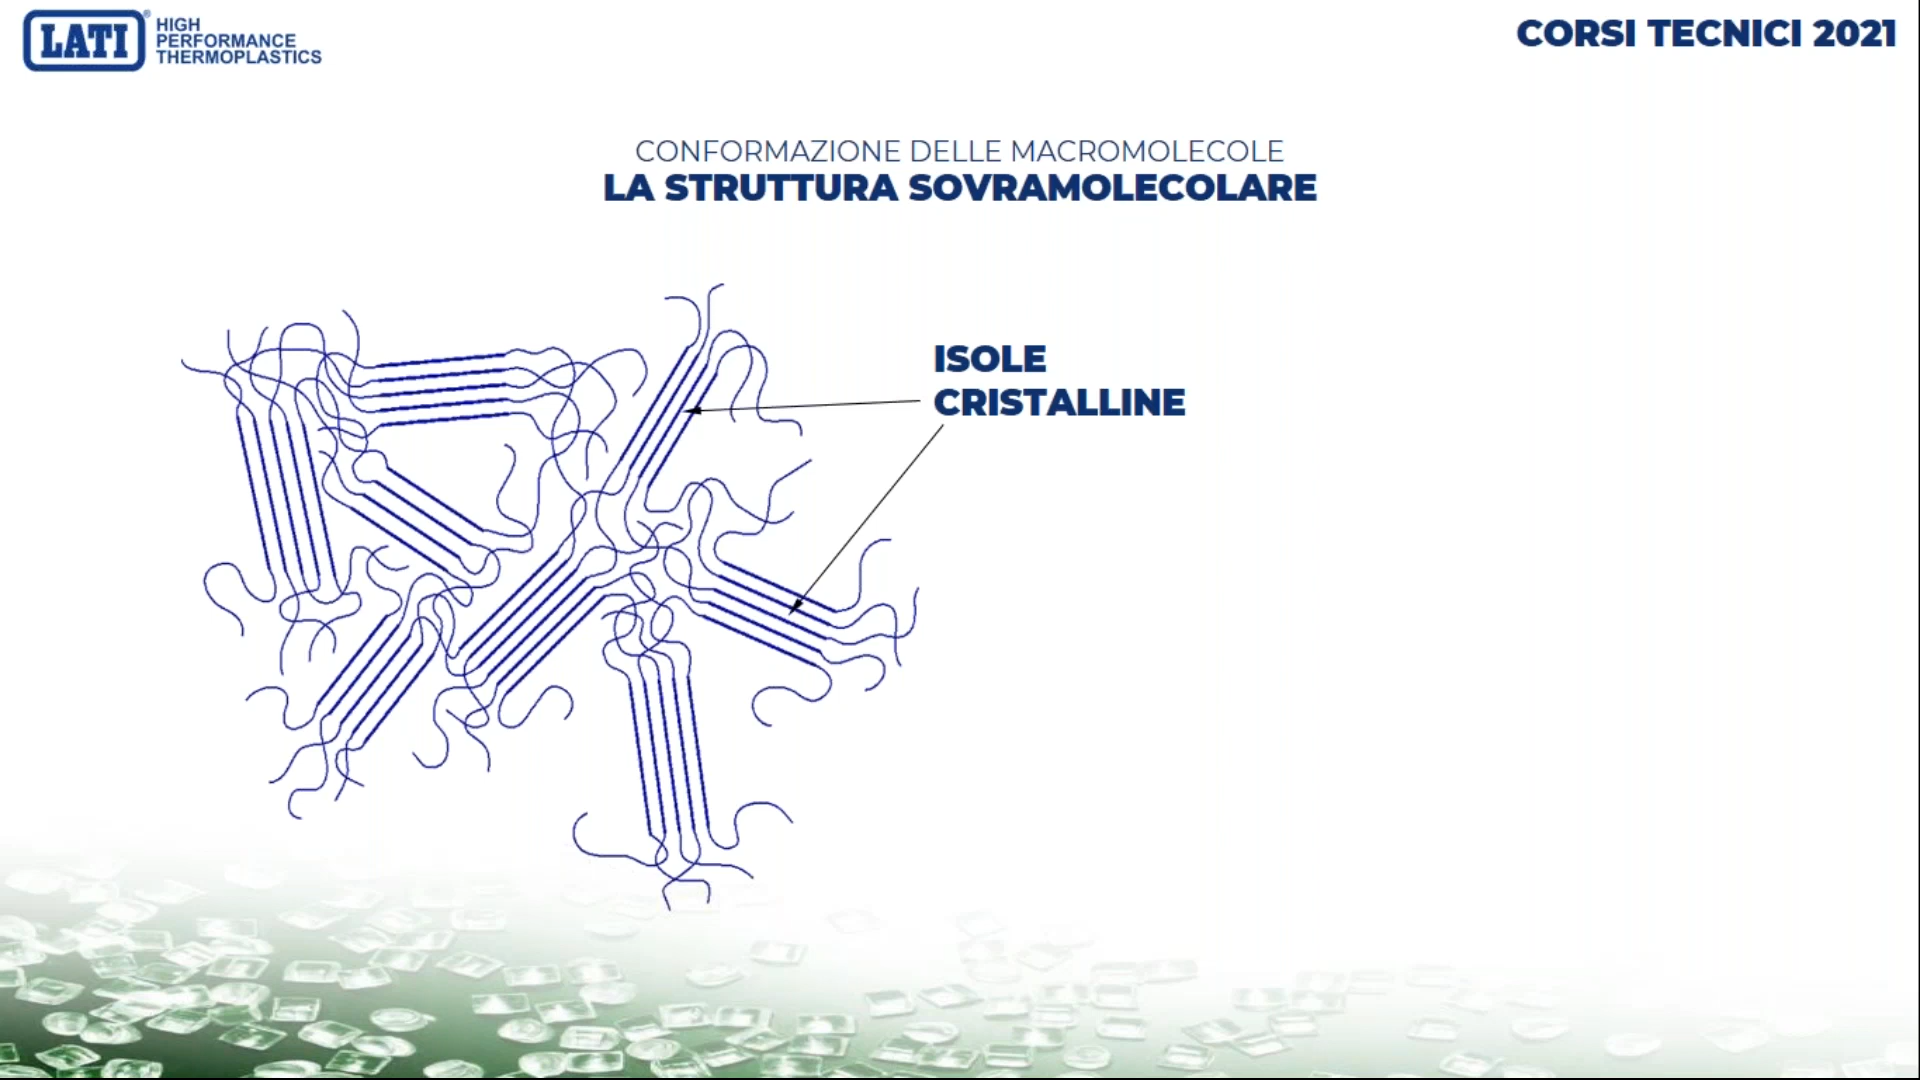 LATI®
HIGH
PERFORMANCE
THERMOPLASTICS
CORSI TECNICI 2021
CONFORMAZIONE DELLE MACROMOLECOLE
LA STRUTTURA SOVRAMOLECOLARE
ISOLE
CRISTALLINE